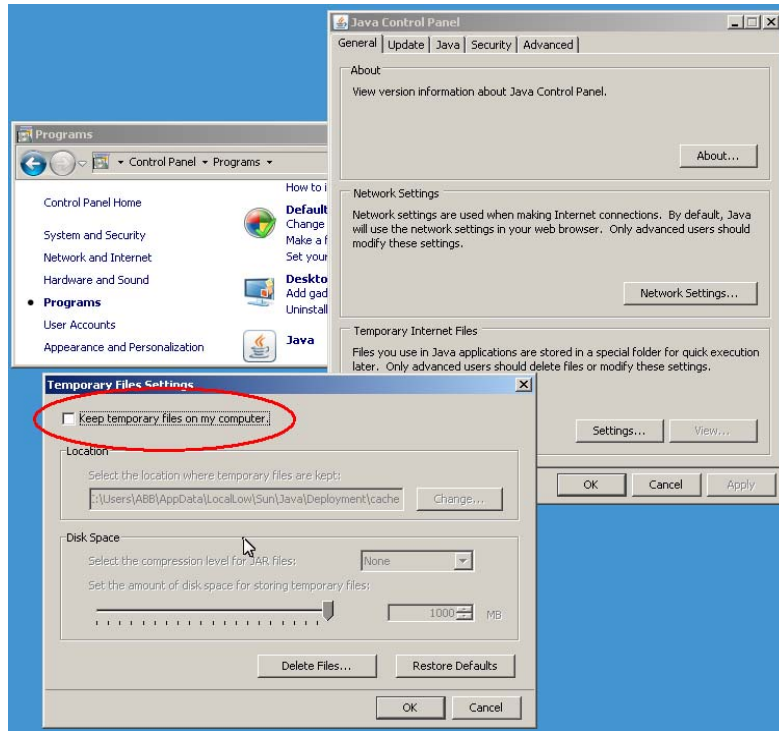 Java Control Panel
General Update Java Security Advanced
About
View version information about Java Control Panel.
About...
Network Settings
Network settings are used when making Internet connections. By default, Java
will use the network settings in your web browser. Only advanced users should
modify these settings.
Network Settings...
Temporary Internet Files
Files you use in Java applications are stored in a special folder for quick execution
later. Only advanced users should delete files or modify these settings.
Settings... View...
OK Cancel Apply
Programs
Control Panel Programs
Control Panel Home
System and Security
Network and Internet
Hardware and Sound
Programs
User Accounts
Appearance and Personalization
How to
Default
Change
Make a
Set your
Add
Uninstall
Java
Temporary Files Settings
Keep temporary files on my computer.
Location
Select the location where temporary files are kept:
:\Users\ABB\AppData\LocalLow\Sun\Java\Deployment\cache Change...
Disk Space
Select the compression level for JAR files: None
Set the amount of disk space for storing temporary files:
1000 MB
Delete Files... Restore Defaults
OK Cancel